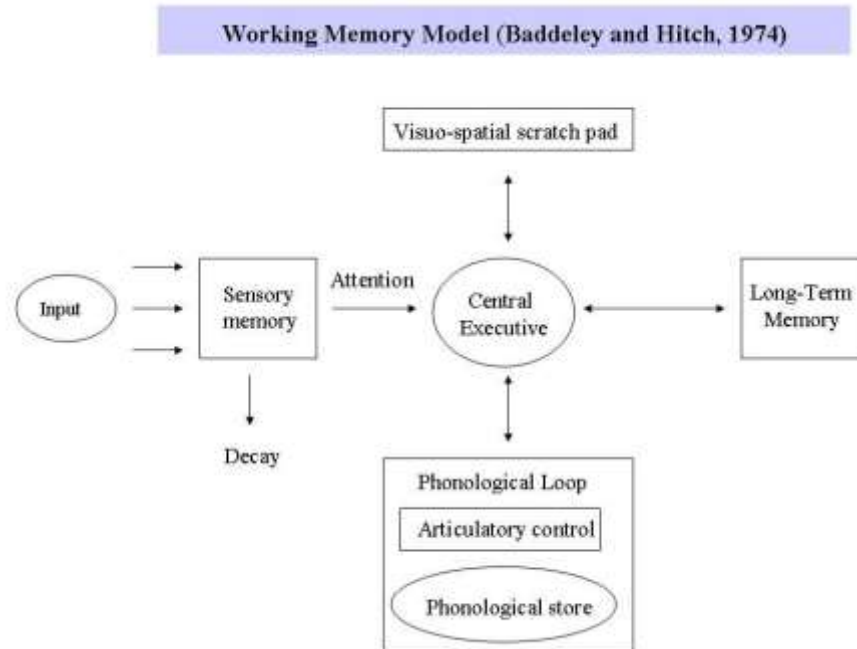 Working Memory Model (Baddeley and Hitch, 1974)
Visuo-spatial scratch pad
Input
Sensory
memory
Attention
Central
Executive
Long-Term
Memory
Decay
Phonological Loop
Articulatory control
Phonological store